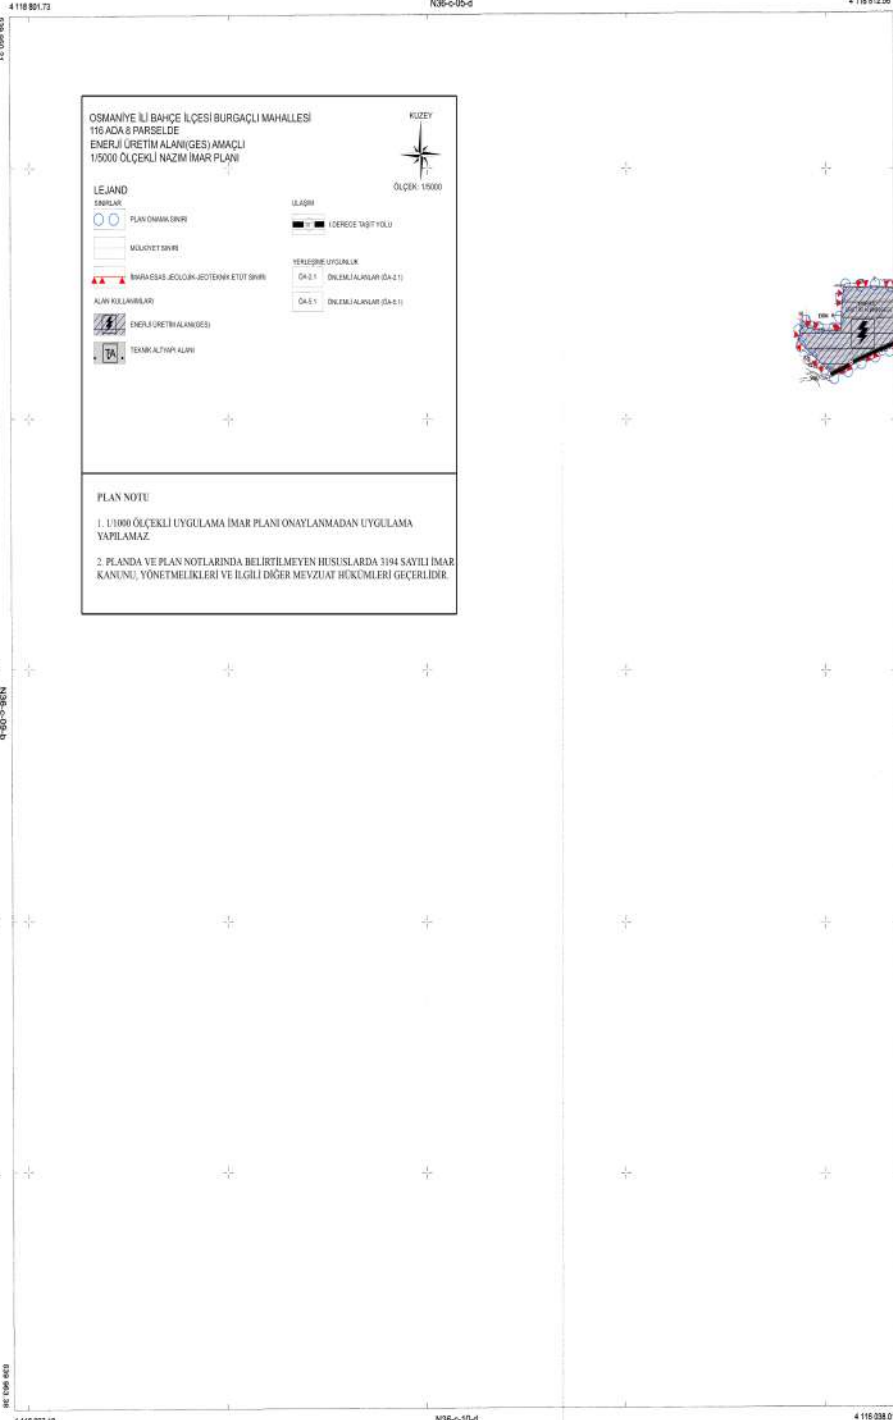 4 118 801.73
N36-c-05-d
OSMANİYE İLİ BAHÇE İLÇESİ BURGAÇLI MAHALLESİ
116 ADA 8 PARSELDE
ENERJİ ÜRETİM ALANI(GES) AMAÇLI
1/5000 ÖLÇEKLİ NAZIM İMAR PLANI
KUZEY
ÖLÇEK: 1/5000
LEJAND
SINIRLAR
PLAN ONAMA SINIRI
MÜLKİYET SINIRI
İMARA ESAS JEOLOJİK-JEOTEKNİK ETÜT SINIRI
ALAN KULLANIMLARI
ENERJİ ÜRETİM ALANI(GES)
TA
TEKNİK ALTYAPI ALANI
ULAŞIM
I.DERECE TAŞIT YOLU
YERLEŞİME UYGUNLUK
ÖA-2.1 ÖNLEMLİ ALANLAR (ÖA-2.1)
ÖA-5.1 ÖNLEMLİ ALANLAR (ÖA-5.1)
PLAN NOTU
1. 1/1000 ÖLÇEKLİ UYGULAMA İMAR PLANI ONAYLANMADAN UYGULAMA
YAPILAMAZ.
2. PLANDA VE PLAN NOTLARINDA BELİRTİLMEYEN HUSUSLARDA 3194 SAYILI İMAR
KANUNU, YÖNETMELİKLERİ VE İLGİLİ DİĞER MEVZUAT HÜKÜMLERİ GEÇERLİDİR.
N36-c-09-b
639 963.36
N36-c-10-d